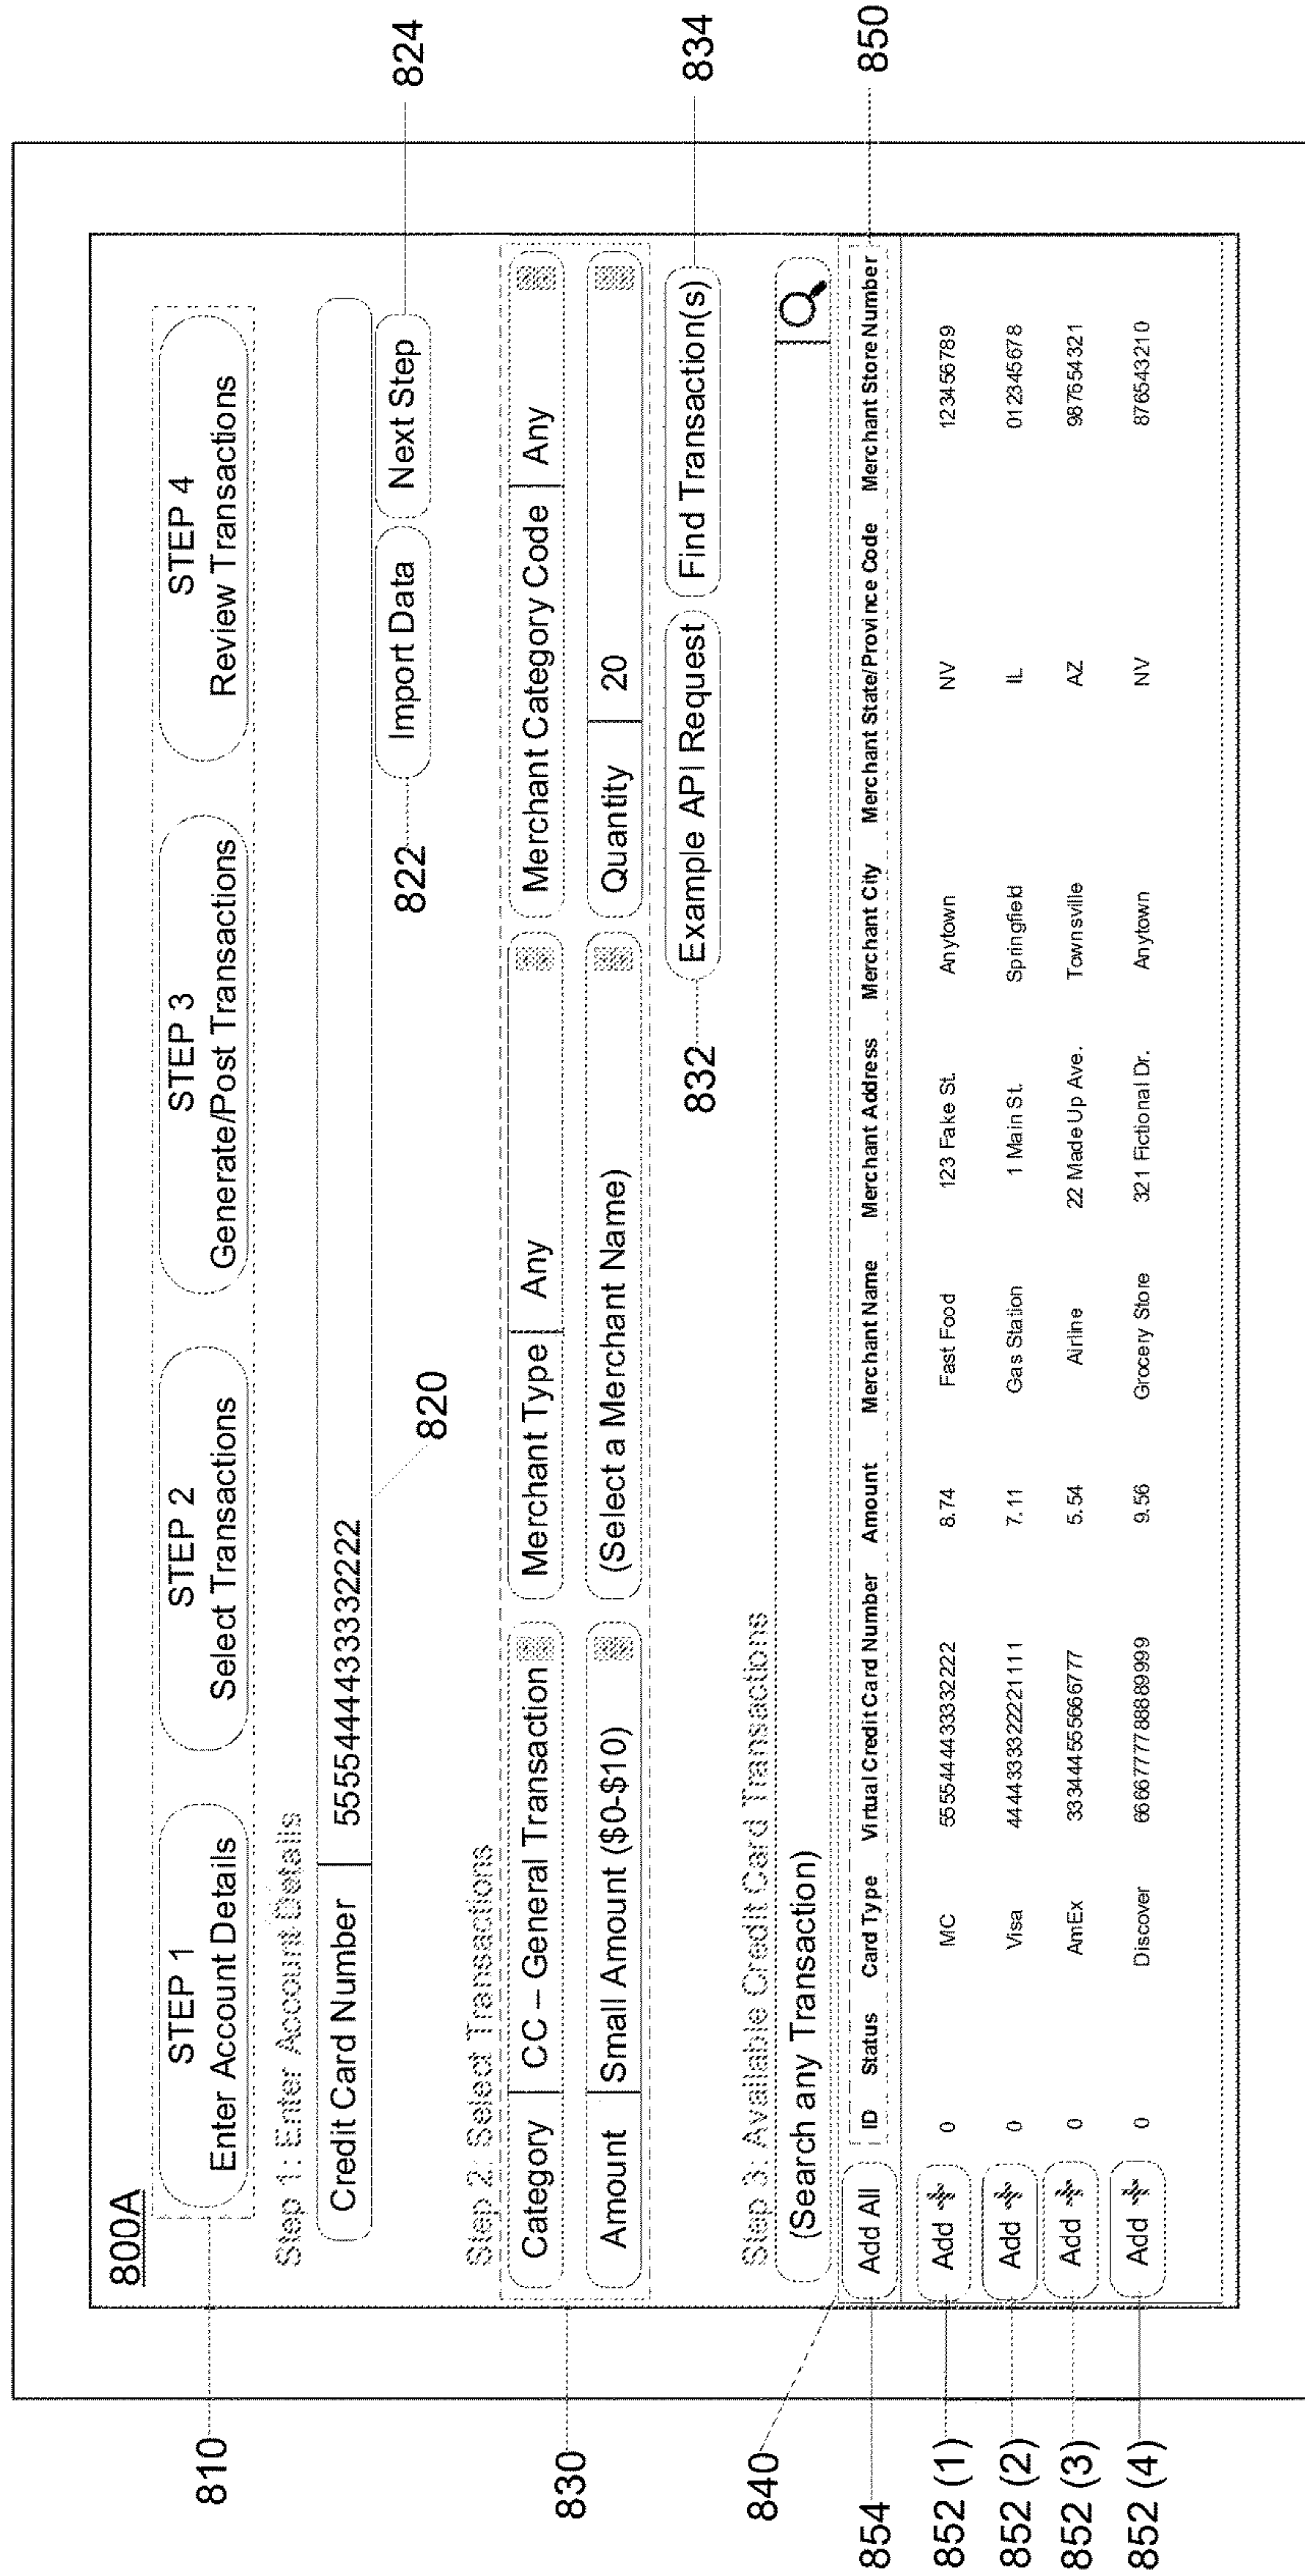 800A
STEP 1 STEP 2 STEP 3 STEP 4
Enter Account Details Select Transactions Generate/Post Transactions Review Transactions
810
Step 1: Enter Account Details
Credit Card Number 5555444433332222
820
822 Import Data Next Step 824
Step 2: Select Transactions
Category CC – General Transaction Merchant Type Any Merchant Category Code Any
830
Amount Small Amount ($0-$10) (Select a Merchant Name) Quantity 20
832 Example API Request Find Transaction(s) 834
Step 3: Available Credit Card Transactions
840
(Search any Transaction)
854 Add All ID Status Card Type Virtual Credit Card Number Amount Merchant Name Merchant Address Merchant City Merchant State/Province Code Merchant Store Number 850
852 (1) Add + 0 MC 5555444433332222 8.74 Fast Food 123 Fake St. Anytown NV 123456789
852 (2) Add + 0 Visa 4444333322221111 7.11 Gas Station 1 Main St. Springfield IL 012345678
852 (3) Add + 0 AmEx 333444555666777 5.54 Airline 22 Made Up Ave. Townsville AZ 987654321
852 (4) Add + 0 Discover 6666777788889999 9.56 Grocery Store 321 Fictional Dr. Anytown NV 876543210